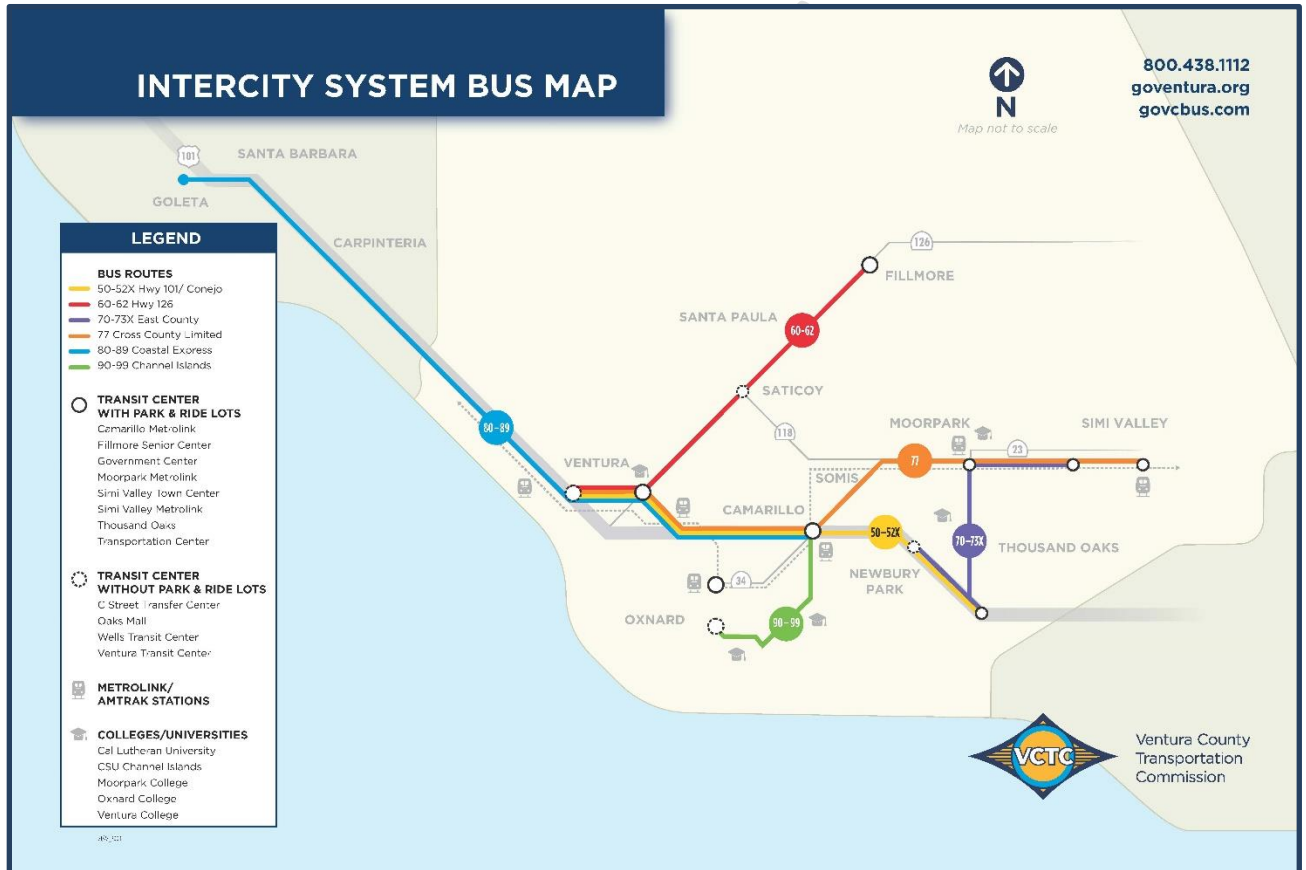 INTERCITY SYSTEM BUS MAP
N
Map not to scale
800.438.1112
goventura.org
govcbus.com
101
SANTA BARBARA
GOLETA
CARPINTERIA
126
FILLMORE
SANTA PAULA
60-62
SATICOY
118
MOORPARK
SIMI VALLEY
23
77
80-89
VENTURA
SOMIS
CAMARILLO
50-52X
70-73X
THOUSAND OAKS
NEWBURY
PARK
34
OXNARD
90-99
LEGEND
BUS ROUTES
50-52X Hwy 101/ Conejo
60-62 Hwy 126
70-73X East County
77 Cross County Limited
80-89 Coastal Express
90-99 Channel Islands
TRANSIT CENTER
WITH PARK & RIDE LOTS
Camarillo Metrolink
Fillmore Senior Center
Government Center
Moorpark Metrolink
Simi Valley Town Center
Simi Valley Metrolink
Thousand Oaks
Transportation Center
TRANSIT CENTER
WITHOUT PARK & RIDE LOTS
C Street Transfer Center
Oaks Mall
Wells Transit Center
Ventura Transit Center
METROLINK/
AMTRAK STATIONS
COLLEGES/UNIVERSITIES
Cal Lutheran University
CSU Channel Islands
Moorpark College
Oxnard College
Ventura College
VCTC
Ventura County
Transportation
Commission